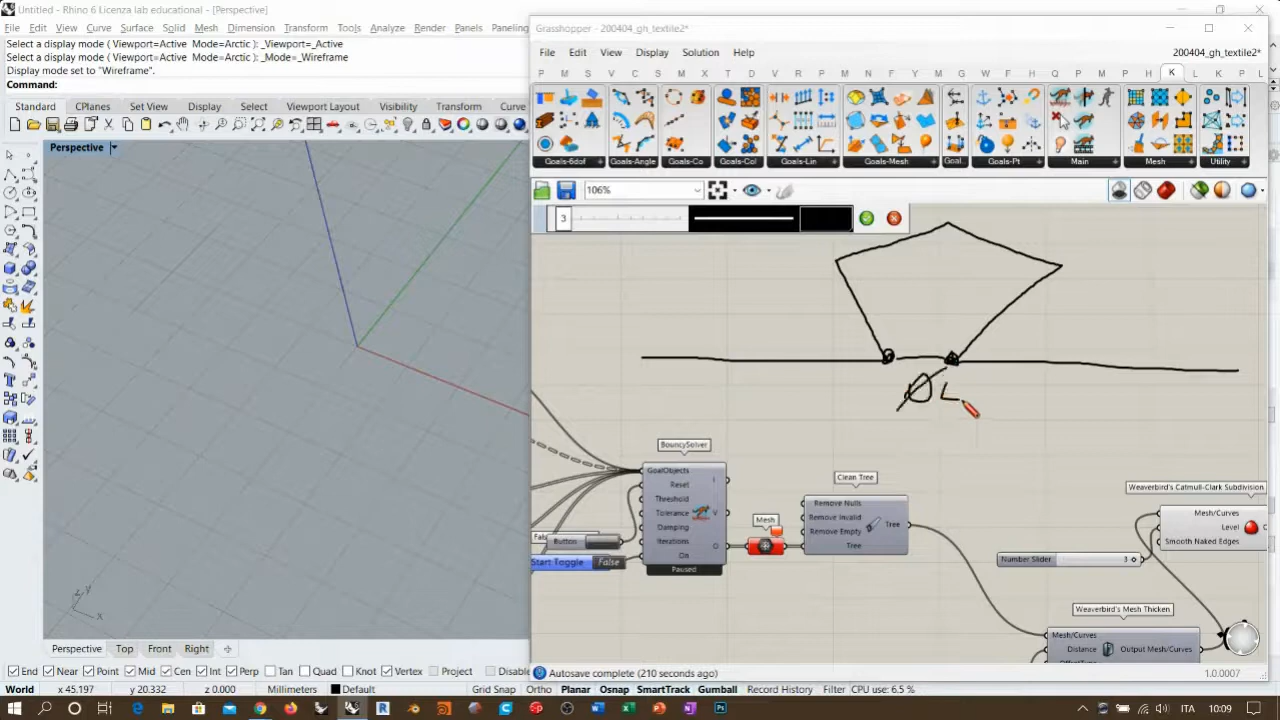 Untitled - Rhino 6 Licenza lab educational - [Perspective]
File Edit View Curve Surface Solid Mesh Dimension Transform Tools Analyze Render Panels Paneling
Select a display mode ( Viewport=Active Mode=Arctic ): _Viewport=_Active
Select a display mode ( Viewport=Active Mode=Arctic ): _Mode=_Wireframe
Display mode set to "Wireframe".
Command:
Standard CPlanes Set View Display Select Viewport Layout Visibility Transform Curve
Perspective
z y
x
Perspective Top Front Right
End Near Point Mid Cen Int Perp Tan Quad Knot Vertex Project Disable
World x 45.197 y 20.332 z 0.000 Millimeters Default Grid Snap Ortho Planar Osnap SmartTrack Gumball Record History Filter CPU use: 6.5 %
Grasshopper - 200404_gh_textile2*
File Edit View Display Solution Help 200404_gh_textile2*
P M S V C S M X T D V R M N F A M G W F U T Q P M P H K L K P L
Goals-6dof Goals-Angle Goals-Co Goals-Col Goals-Lin Goals-Mesh Goal.. Goals-Pt Main Mesh Utility
106%
3
BouncySolver
GoalObjects
Reset
Threshold
Tolerance
Damping
Iterations
On
I
V
O
Paused
Button
Start Toggle False
Mesh
Clean Tree
Remove Nulls
Remove Invalid
Remove Empty
Tree
Tree
Weaverbird's Catmull-Clark Subdivision
Mesh/Curves
Level
Smooth Naked Edges
Number Slider 3
Weaverbird's Mesh Thicken
Mesh/Curves
Distance
Output Mesh/Curves
Autosave complete (210 seconds ago)
1.0.0007
ITA 10:09